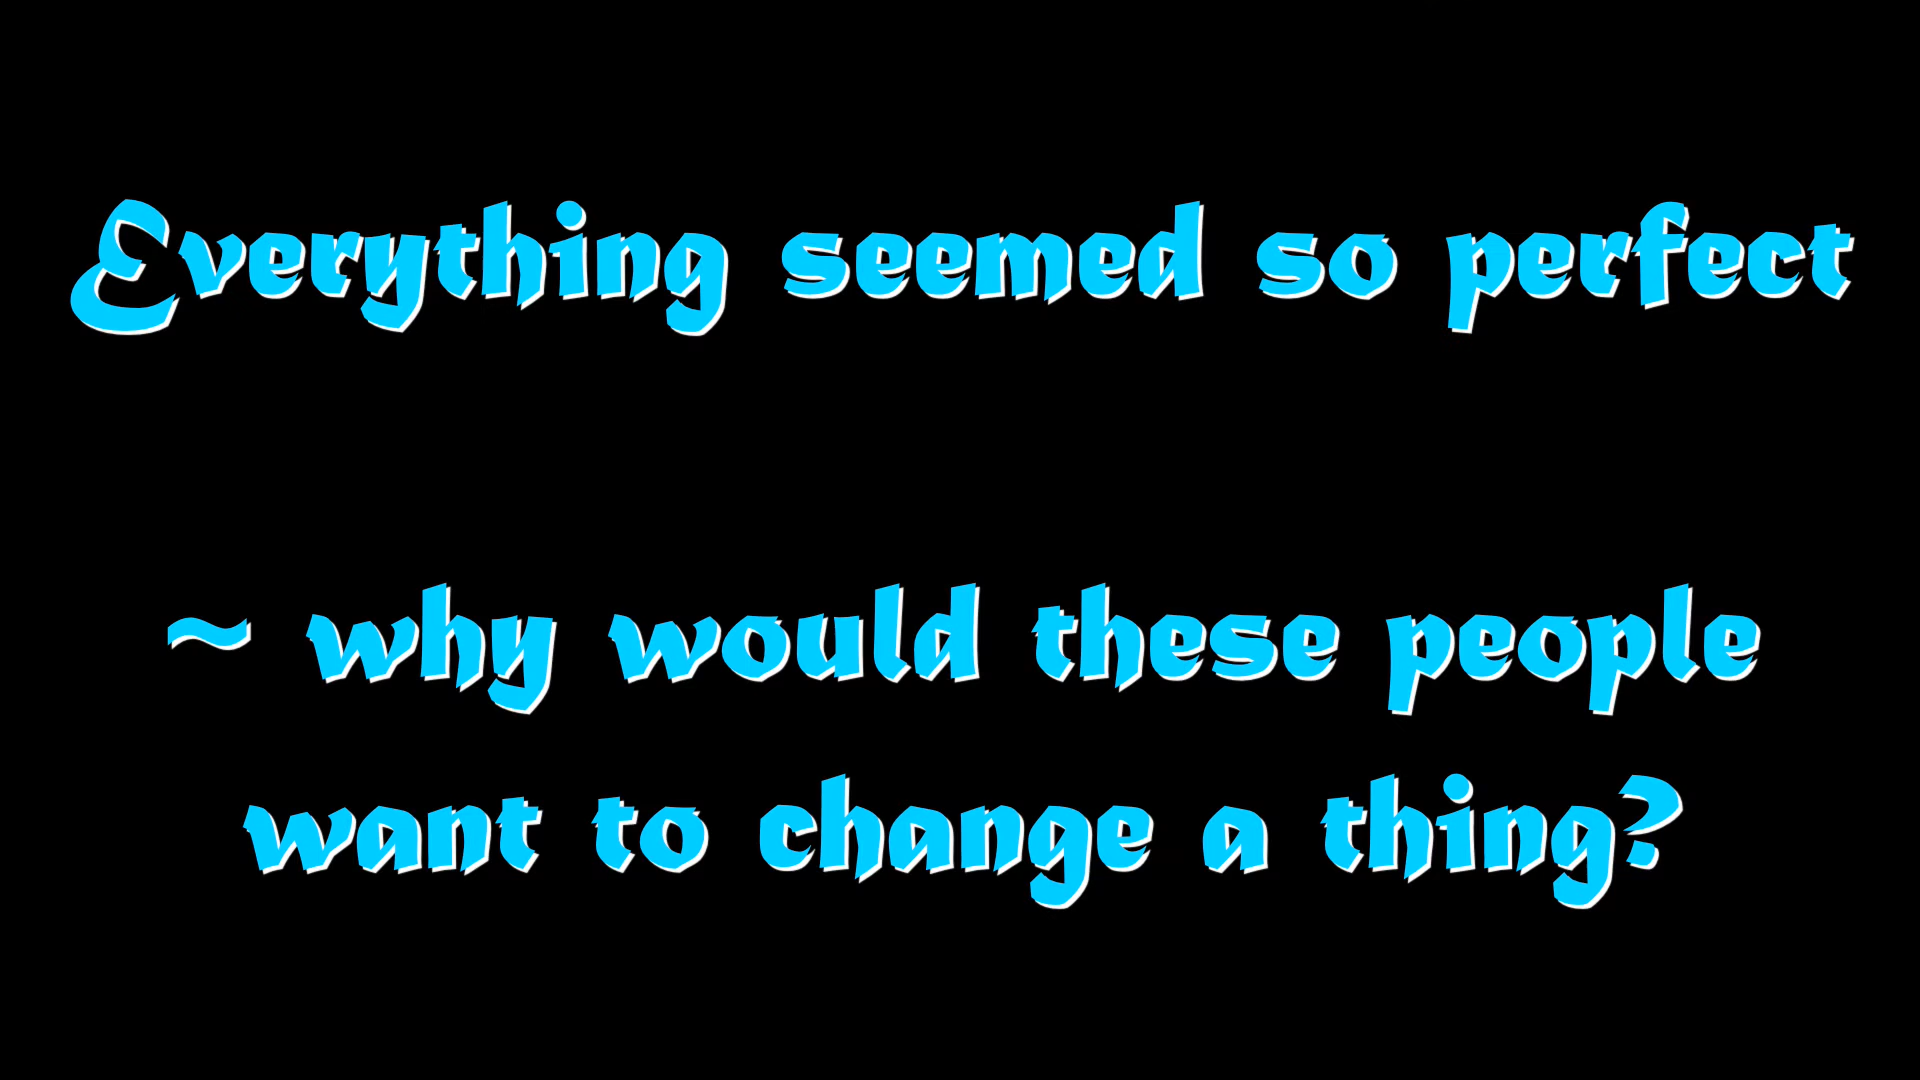 Everything seemed so perfect
~ why would these people
want to change a thing?